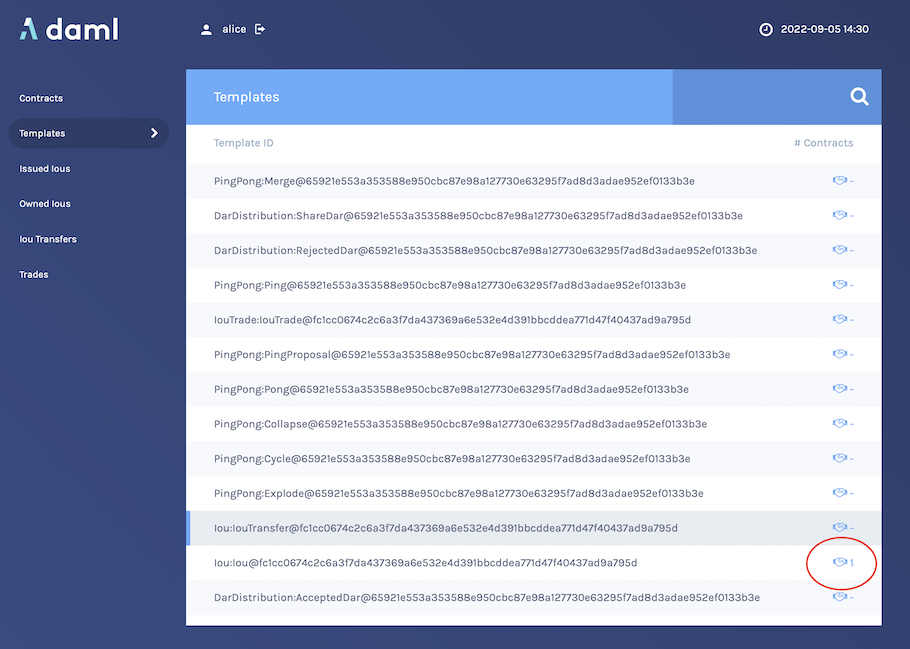 daml
alice
2022-09-05 14:30
Contracts
Templates
Issued Ious
Owned Ious
Iou Transfers
Trades
Templates
Template ID # Contracts
PingPong:Merge@65921e553a353588e950cbc87e98a127730e63295f7ad8d3adae952ef0133b3e -
DarDistribution:ShareDar@65921e553a353588e950cbc87e98a127730e63295f7ad8d3adae952ef0133b3e -
DarDistribution:RejectedDar@65921e553a353588e950cbc87e98a127730e63295f7ad8d3adae952ef0133b3e -
PingPong:Ping@65921e553a353588e950cbc87e98a127730e63295f7ad8d3adae952ef0133b3e -
IouTrade:IouTrade@fc1cc0674c2c6a3f7da437369a6e532e4d391bbcddea771d47f40437ad9a795d -
PingPong:PingProposal@65921e553a353588e950cbc87e98a127730e63295f7ad8d3adae952ef0133b3e -
PingPong:Pong@65921e553a353588e950cbc87e98a127730e63295f7ad8d3adae952ef0133b3e -
PingPong:Collapse@65921e553a353588e950cbc87e98a127730e63295f7ad8d3adae952ef0133b3e -
PingPong:Cycle@65921e553a353588e950cbc87e98a127730e63295f7ad8d3adae952ef0133b3e -
PingPong:Explode@65921e553a353588e950cbc87e98a127730e63295f7ad8d3adae952ef0133b3e -
Iou:IouTransfer@fc1cc0674c2c6a3f7da437369a6e532e4d391bbcddea771d47f40437ad9a795d -
Iou:Iou@fc1cc0674c2c6a3f7da437369a6e532e4d391bbcddea771d47f40437ad9a795d 1
DarDistribution:AcceptedDar@65921e553a353588e950cbc87e98a127730e63295f7ad8d3adae952ef0133b3e -